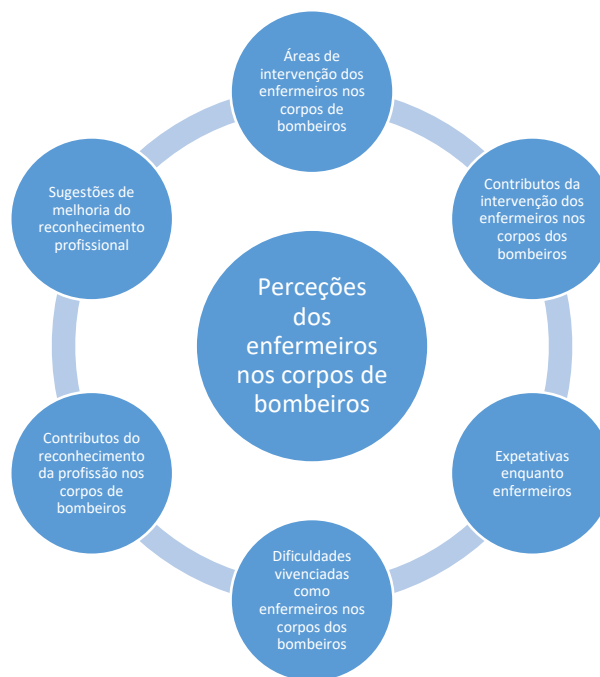 Áreas de
intervenção dos
enfermeiros nos
corpos de
bombeiros
Contributos da
intervenção dos
enfermeiros nos
corpos dos
bombeiros
Expetativas
enquanto
enfermeiros
Dificuldades
vivenciadas
como
enfermeiros nos
corpos dos
bombeiros
Contributos do
reconhecimento
da profissão nos
corpos de
bombeiros
Sugestões de
melhoria do
reconhecimento
profissional
Perceções
dos
enfermeiros
nos corpos de
bombeiros